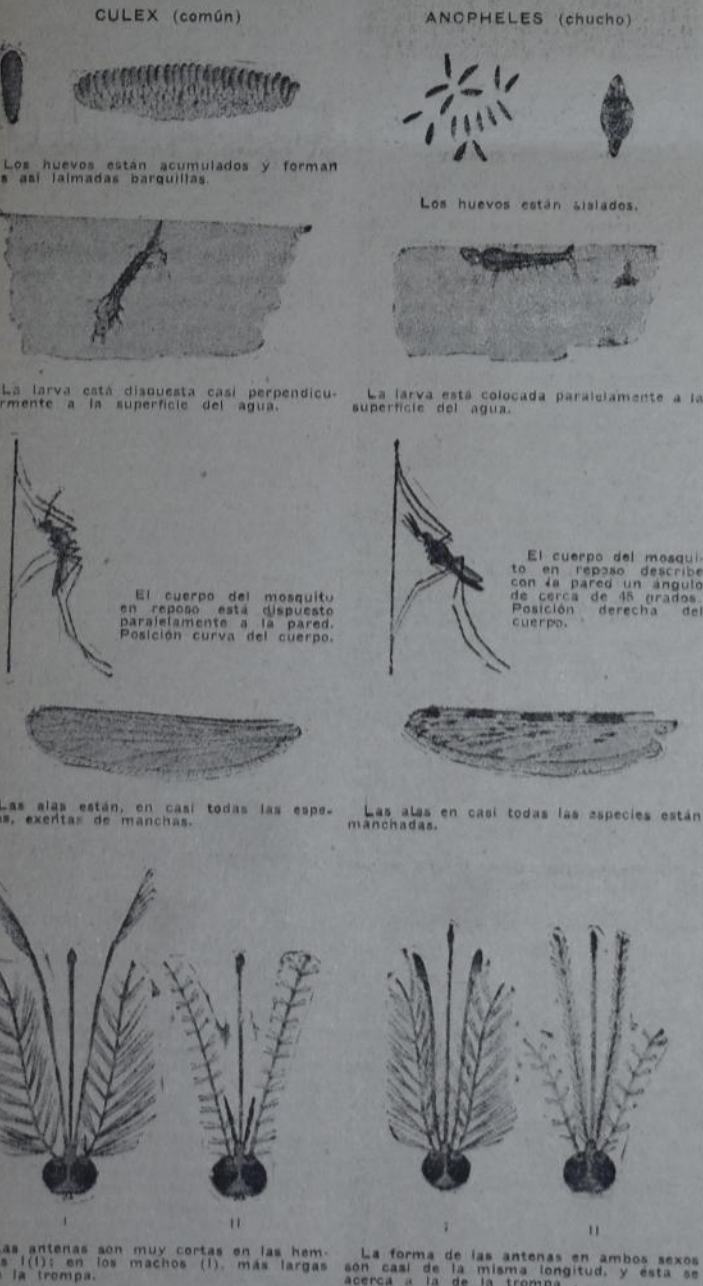 CULEX (común)
ANOPHELES (chucho)
Los huevos están acumulados y forman
s así lalmadas barquillas.
Los huevos están aislados.
La larva está dispuesta casi perpendicu-
rmente a la superficie del agua.
La larva está colocada paralelamente a la
superficie del agua.
El cuerpo del mosquito
en reposo está dispuesto
paralelamente a la pared.
Posición curva del cuerpo.
El cuerpo del mosqui-
to en reposo describe
con la pared un ángulo
de cerca de 45 grados.
Posición derecha del
cuerpo.
Las alas están, en casi todas las espe-
s, exentas de manchas.
Las alas en casi todas las especies están
manchadas.
I
II
I
II
as antenas son muy cortas en las hem-
s I(I); en los machos (I), más largas
la trompa.
La forma de las antenas en ambos sexos
son casi de la misma longitud, y ésta se
acerca a la de la trompa.